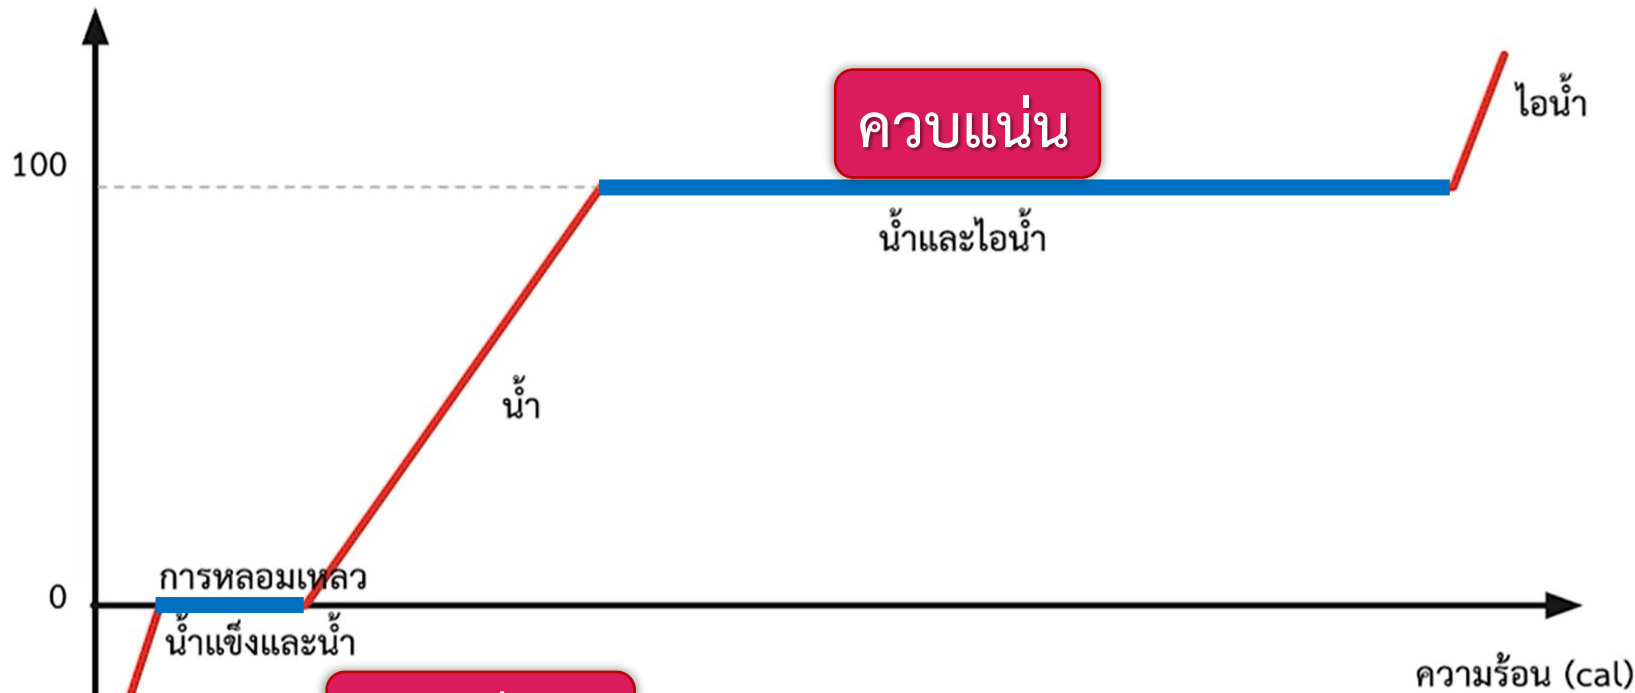 ควบแน่น
ไอน้ำ
100
น้ำและไอน้ำ
น้ำ
การหลอมเหลว
0
น้ำแข็งและน้ำ
ความร้อน (cal)